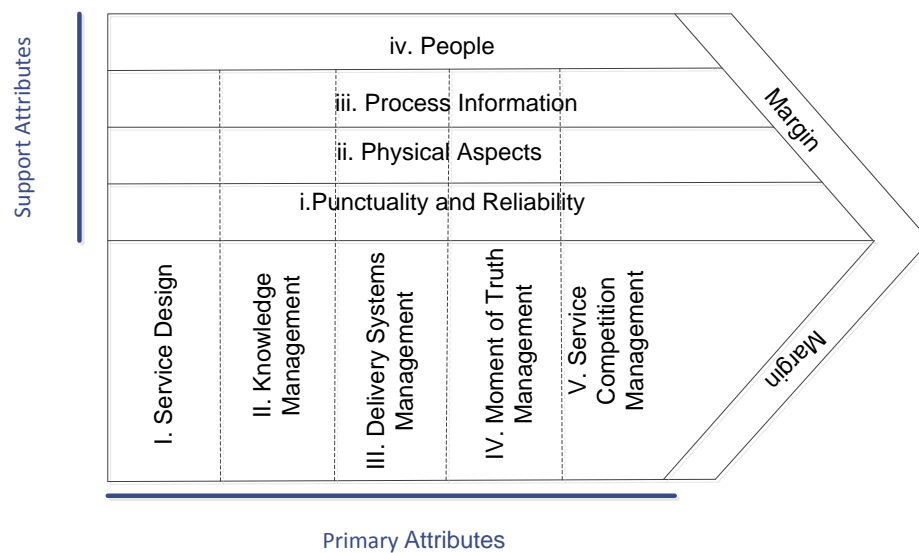 Support Attributes
iv. People
iii. Process Information
ii. Physical Aspects
i.Punctuality and Reliability
Margin
I. Service Design
II. Knowledge
Management
III. Delivery Systems
Management
IV. Moment of Truth
Management
V. Service
Competition
Management
Margin
Primary Attributes